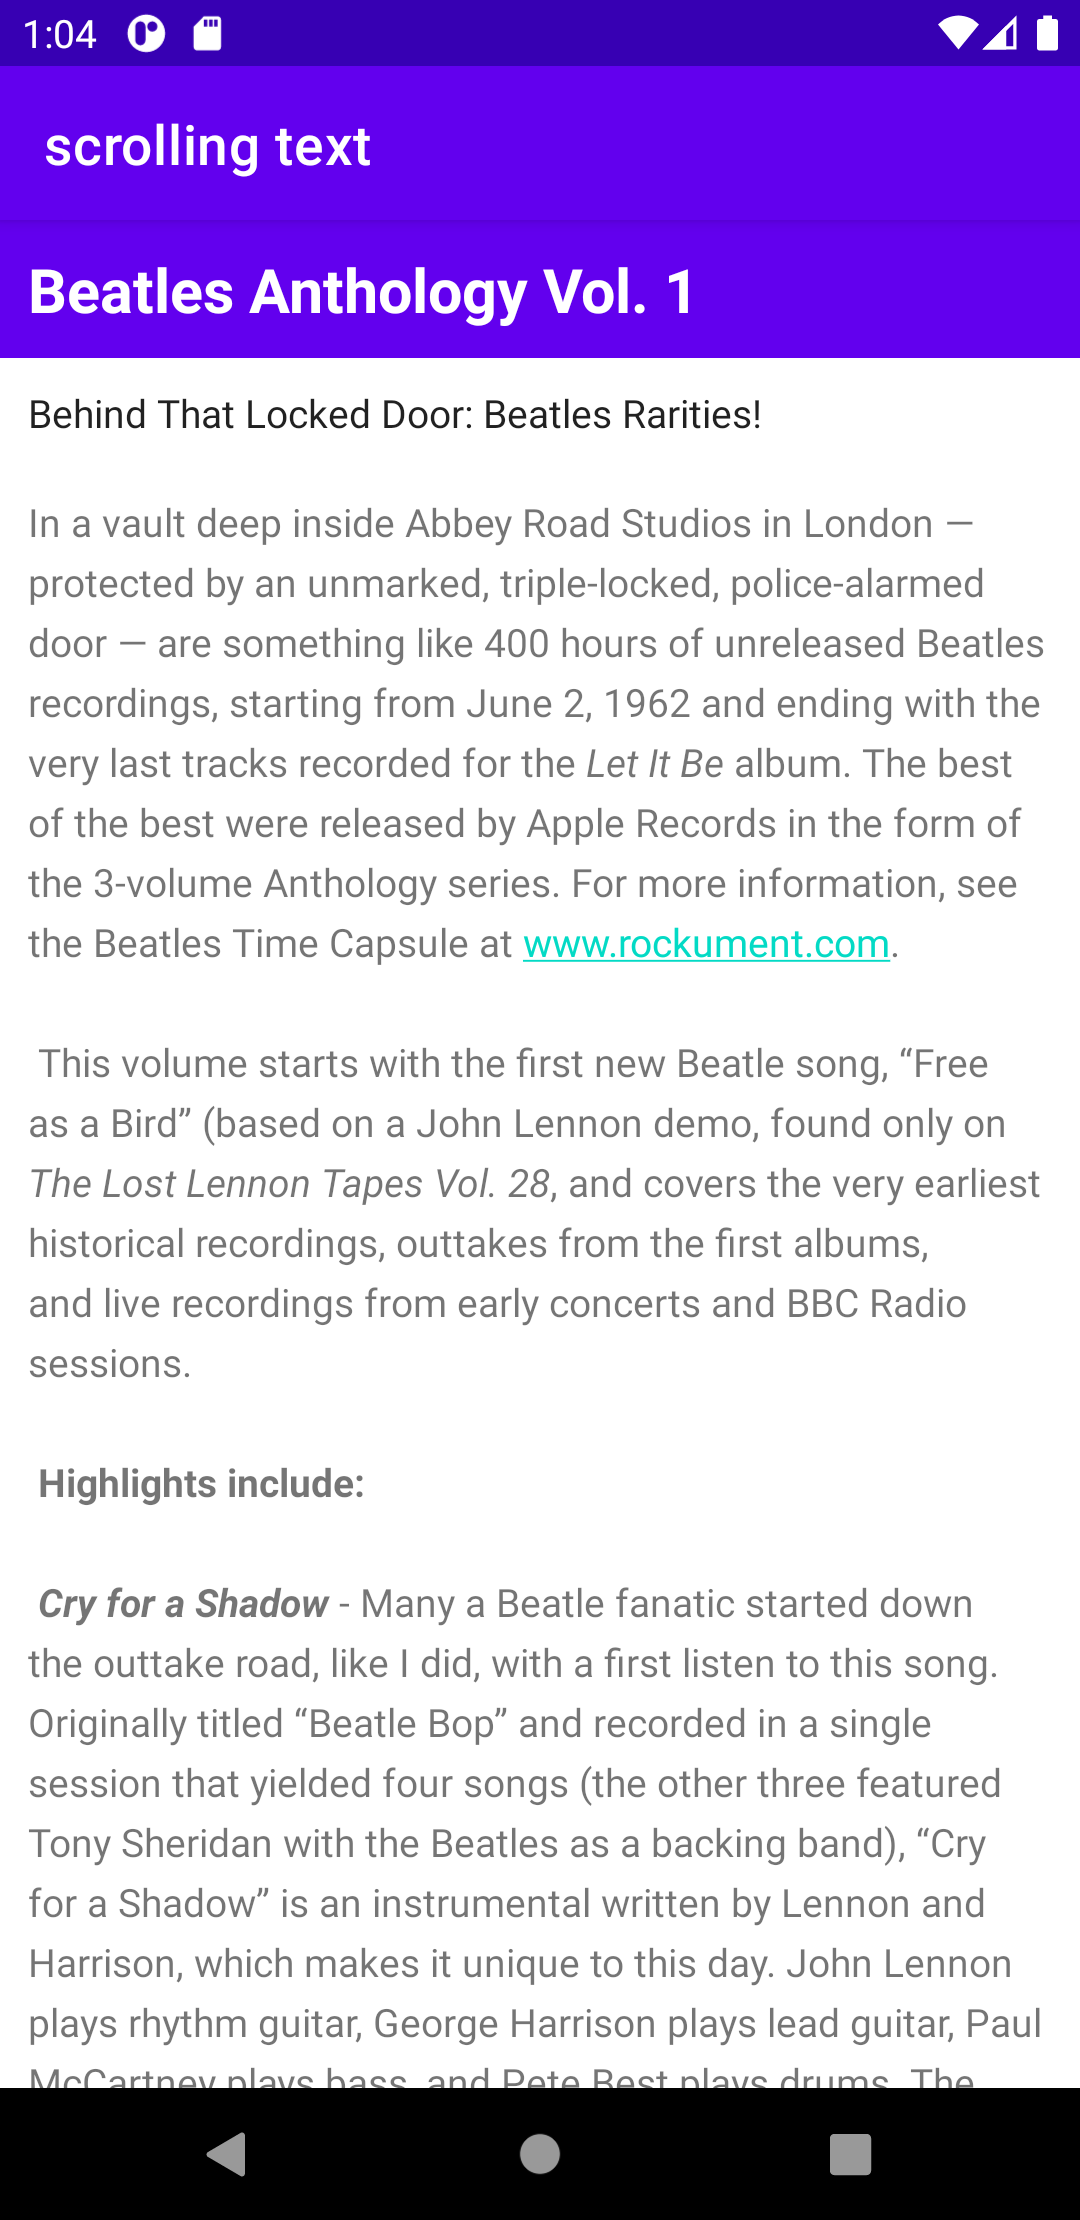 1:04
scrolling text
Beatles Anthology Vol. 1
Behind That Locked Door: Beatles Rarities!
In a vault deep inside Abbey Road Studios in London —
protected by an unmarked, triple-locked, police-alarmed
door — are something like 400 hours of unreleased Beatles
recordings, starting from June 2, 1962 and ending with the
very last tracks recorded for the Let It Be album. The best
of the best were released by Apple Records in the form of
the 3-volume Anthology series. For more information, see
the Beatles Time Capsule at www.rockument.com.
This volume starts with the first new Beatle song, “Free
as a Bird” (based on a John Lennon demo, found only on
The Lost Lennon Tapes Vol. 28, and covers the very earliest
historical recordings, outtakes from the first albums,
and live recordings from early concerts and BBC Radio
sessions.
Highlights include:
Cry for a Shadow - Many a Beatle fanatic started down
the outtake road, like I did, with a first listen to this song.
Originally titled “Beatle Bop” and recorded in a single
session that yielded four songs (the other three featured
Tony Sheridan with the Beatles as a backing band), “Cry
for a Shadow” is an instrumental written by Lennon and
Harrison, which makes it unique to this day. John Lennon
plays rhythm guitar, George Harrison plays lead guitar, Paul
McCartney plays bass, and Pete Best plays drums. The